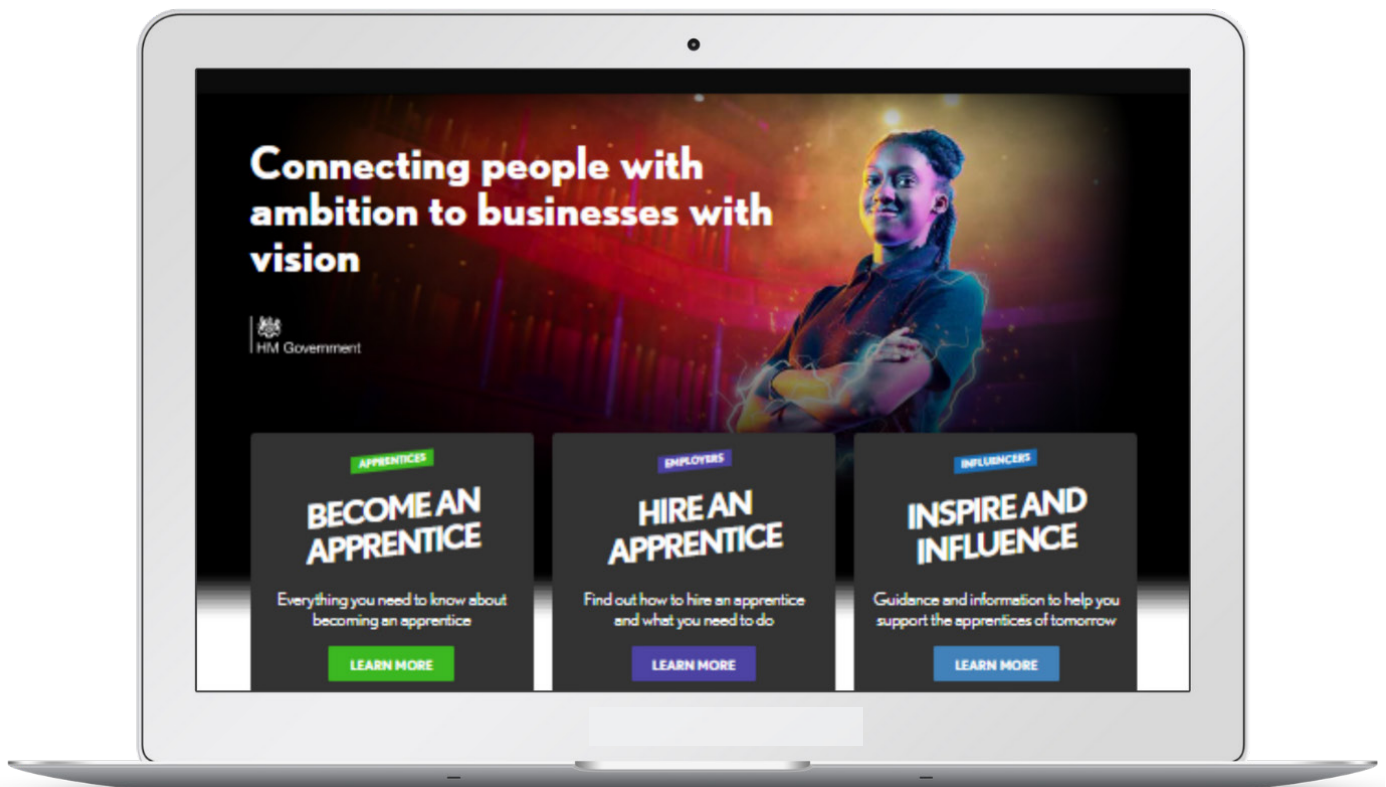 Connecting people with
ambition to businesses with
vision
HM Government
APPRENTICES
BECOME AN
APPRENTICE
Everything you need to know about
becoming an apprentice
LEARN MORE
EMPLOYERS
HIRE AN
APPRENTICE
Find out how to hire an apprentice
and what you need to do
LEARN MORE
INFLUENCERS
INSPIRE AND
INFLUENCE
Guidance and information to help you
support the apprentices of tomorrow
LEARN MORE